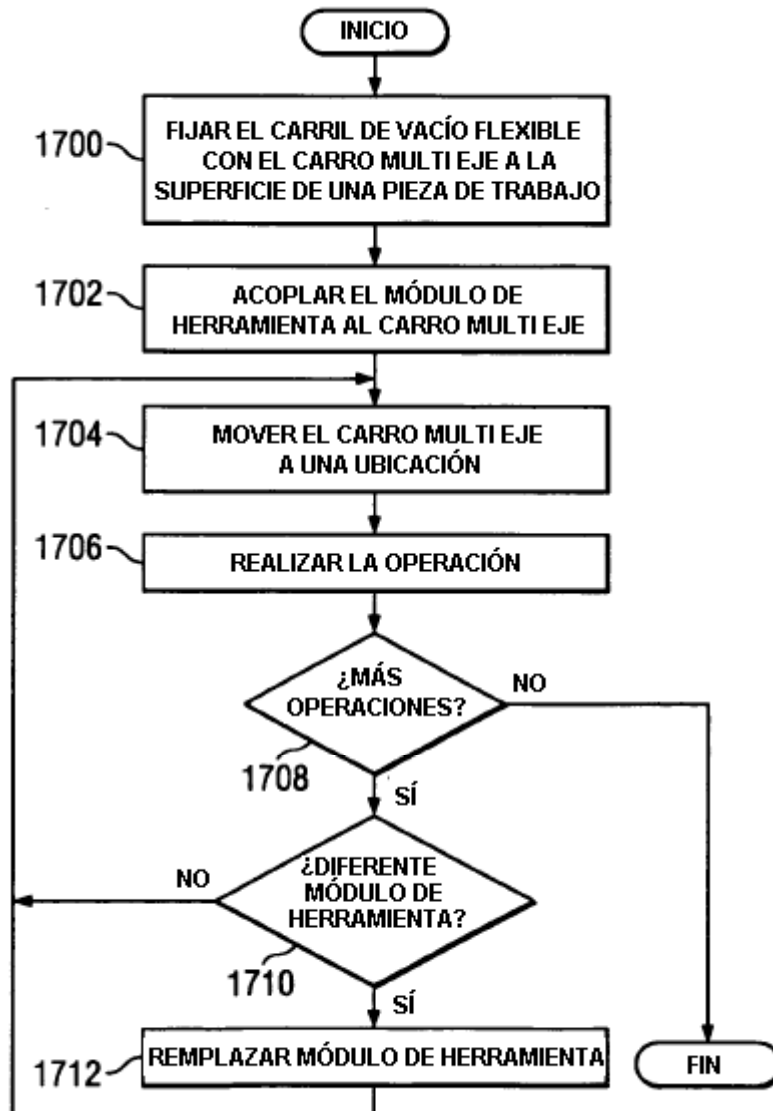 INICIO
1700
FIJAR EL CARRIL DE VACÍO FLEXIBLE
CON EL CARRO MULTI EJE A LA
SUPERFICIE DE UNA PIEZA DE TRABAJO
1702
ACOPLAR EL MÓDULO DE
HERRAMIENTA AL CARRO MULTI EJE
1704
MOVER EL CARRO MULTI EJE
A UNA UBICACIÓN
1706
REALIZAR LA OPERACIÓN
¿MÁS
OPERACIONES?
NO
1708
SÍ
¿DIFERENTE
MÓDULO DE
HERRAMIENTA?
NO
1710
SÍ
1712
REMPLAZAR MÓDULO DE HERRAMIENTA
FIN